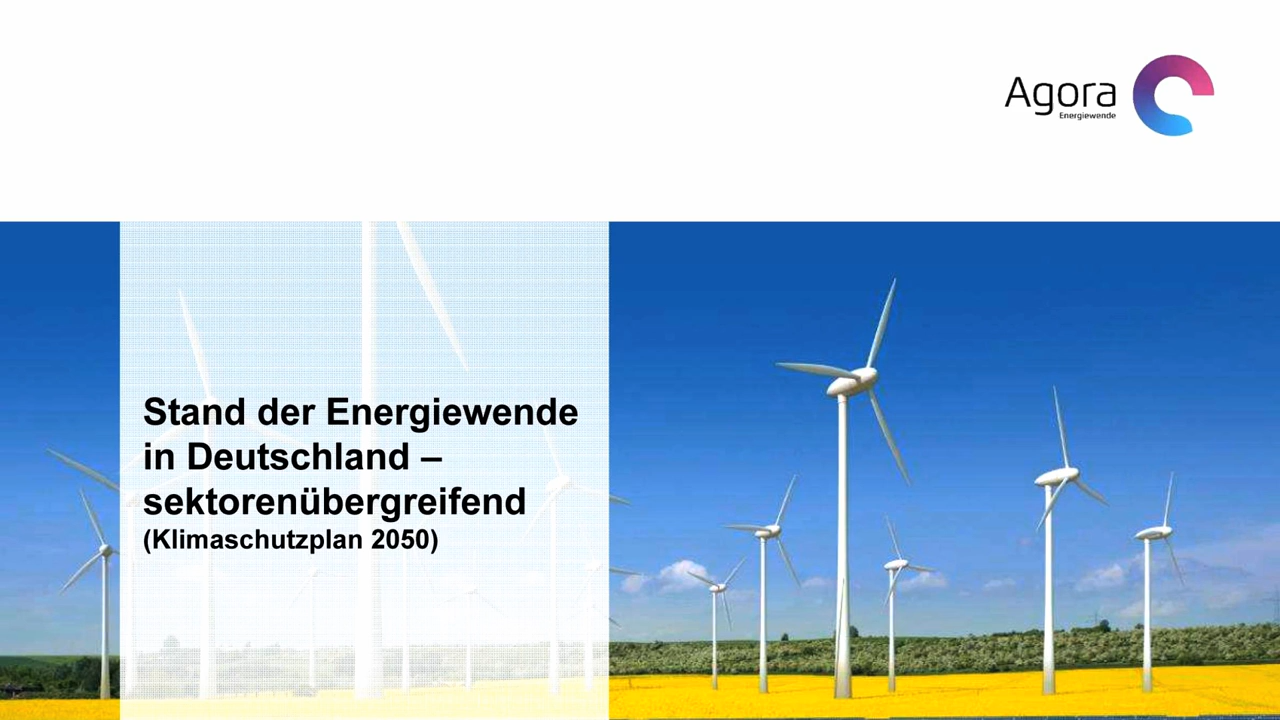 Agora
Energiewende
Stand der Energiewende
in Deutschland –
sektorenübergreifend
(Klimaschutzplan 2050)